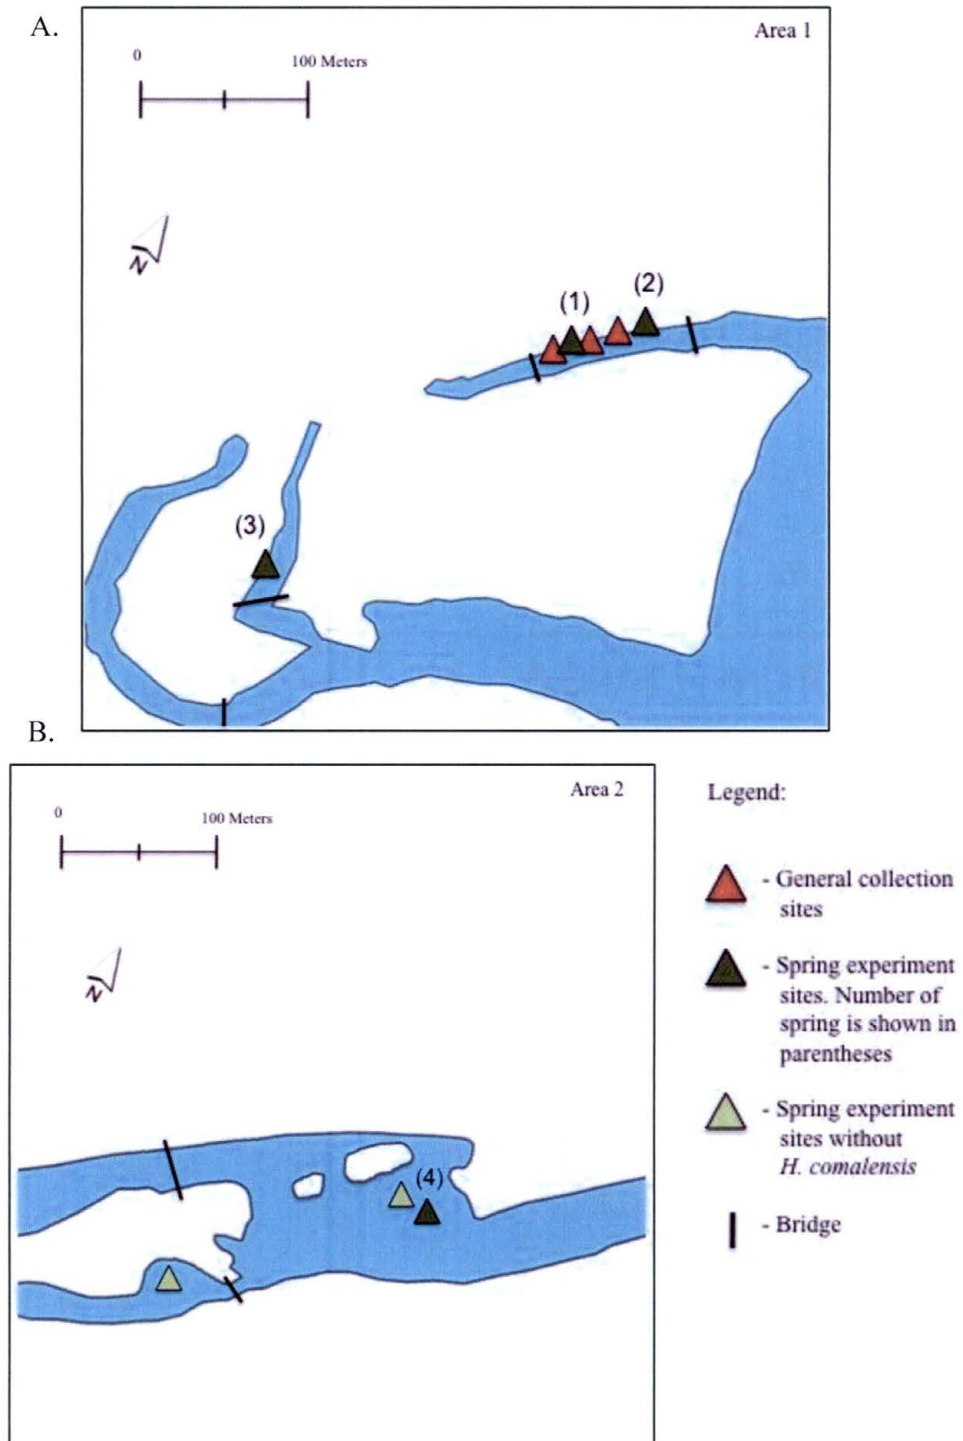 A.
Area 1
0
100 Meters
N
(1)
(2)
(3)
B.
Area 2
0
100 Meters
N
(4)
Legend:
- General collection
sites
- Spring experiment
sites. Number of
spring is shown in
parentheses
- Spring experiment
sites without
H. comalensis
- Bridge